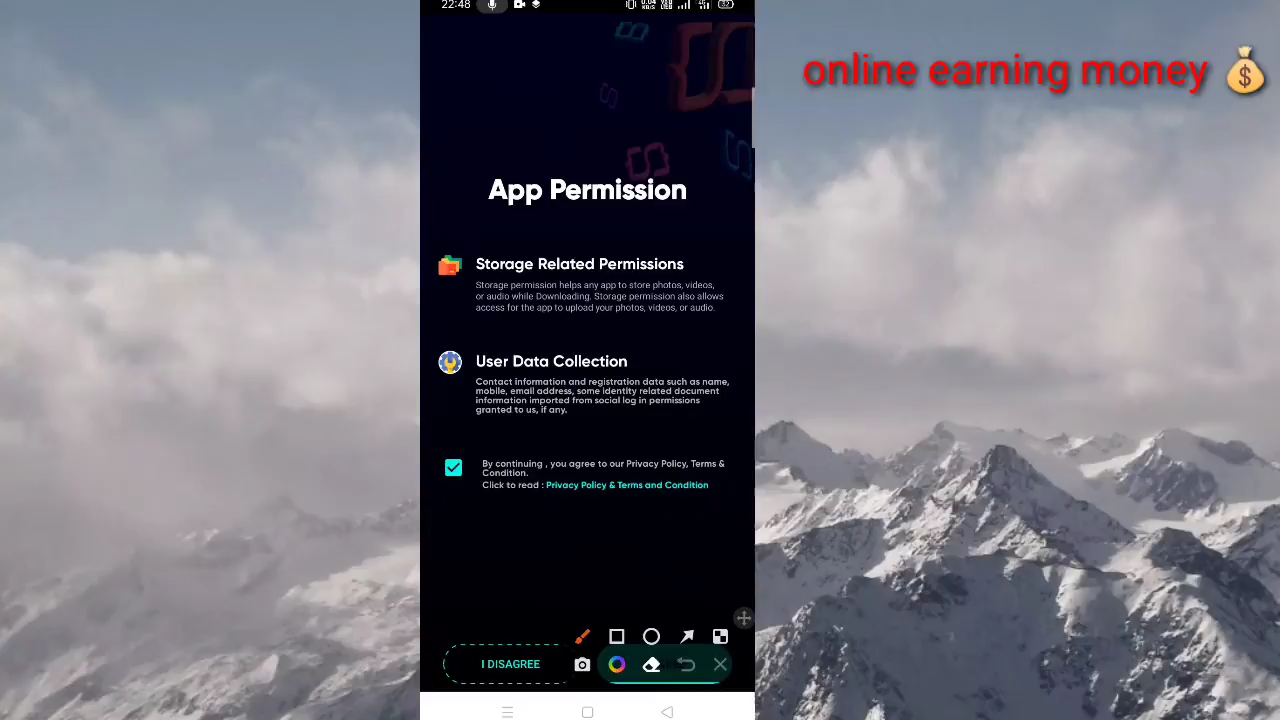 22:48
online earning money
App Permission
Storage Related Permissions
Storage permission helps any app to store photos, videos,
or audio while Downloading. Storage permission also allows
access for the app to upload your photos, videos, or audio.
User Data Collection
Contact information and registration data such as name,
mobile, email address, some identity related document
information imported from social log in permissions
granted to us, if any.
By continuing , you agree to our Privacy Policy, Terms &
Condition.
Click to read : Privacy Policy & Terms and Condition
I DISAGREE